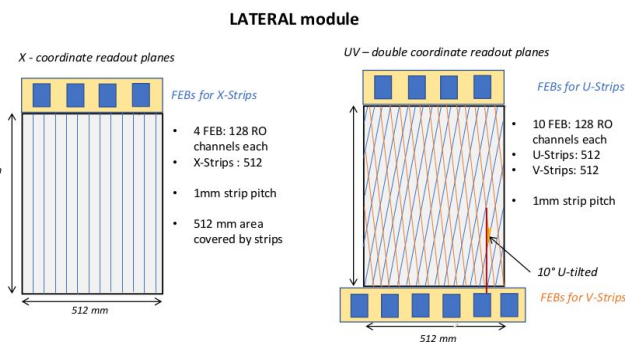 LATERAL module
X - coordinate readout planes
FEBs for X-Strips
• 4 FEB: 128 RO
channels each
• X-Strips : 512
• 1mm strip pitch
• 512 mm area
covered by strips
512 mm
UV – double coordinate readout planes
FEBs for U-Strips
• 10 FEB: 128 RO
channels each
• U-Strips: 512
• V-Strips: 512
• 1mm strip pitch
10° U-tilted
FEBs for V-Strips
512 mm